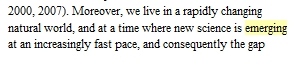 2000, 2007). Moreover, we live in a rapidly changing
natural world, and at a time where new science is emerging
at an increasingly fast pace, and consequently the gap